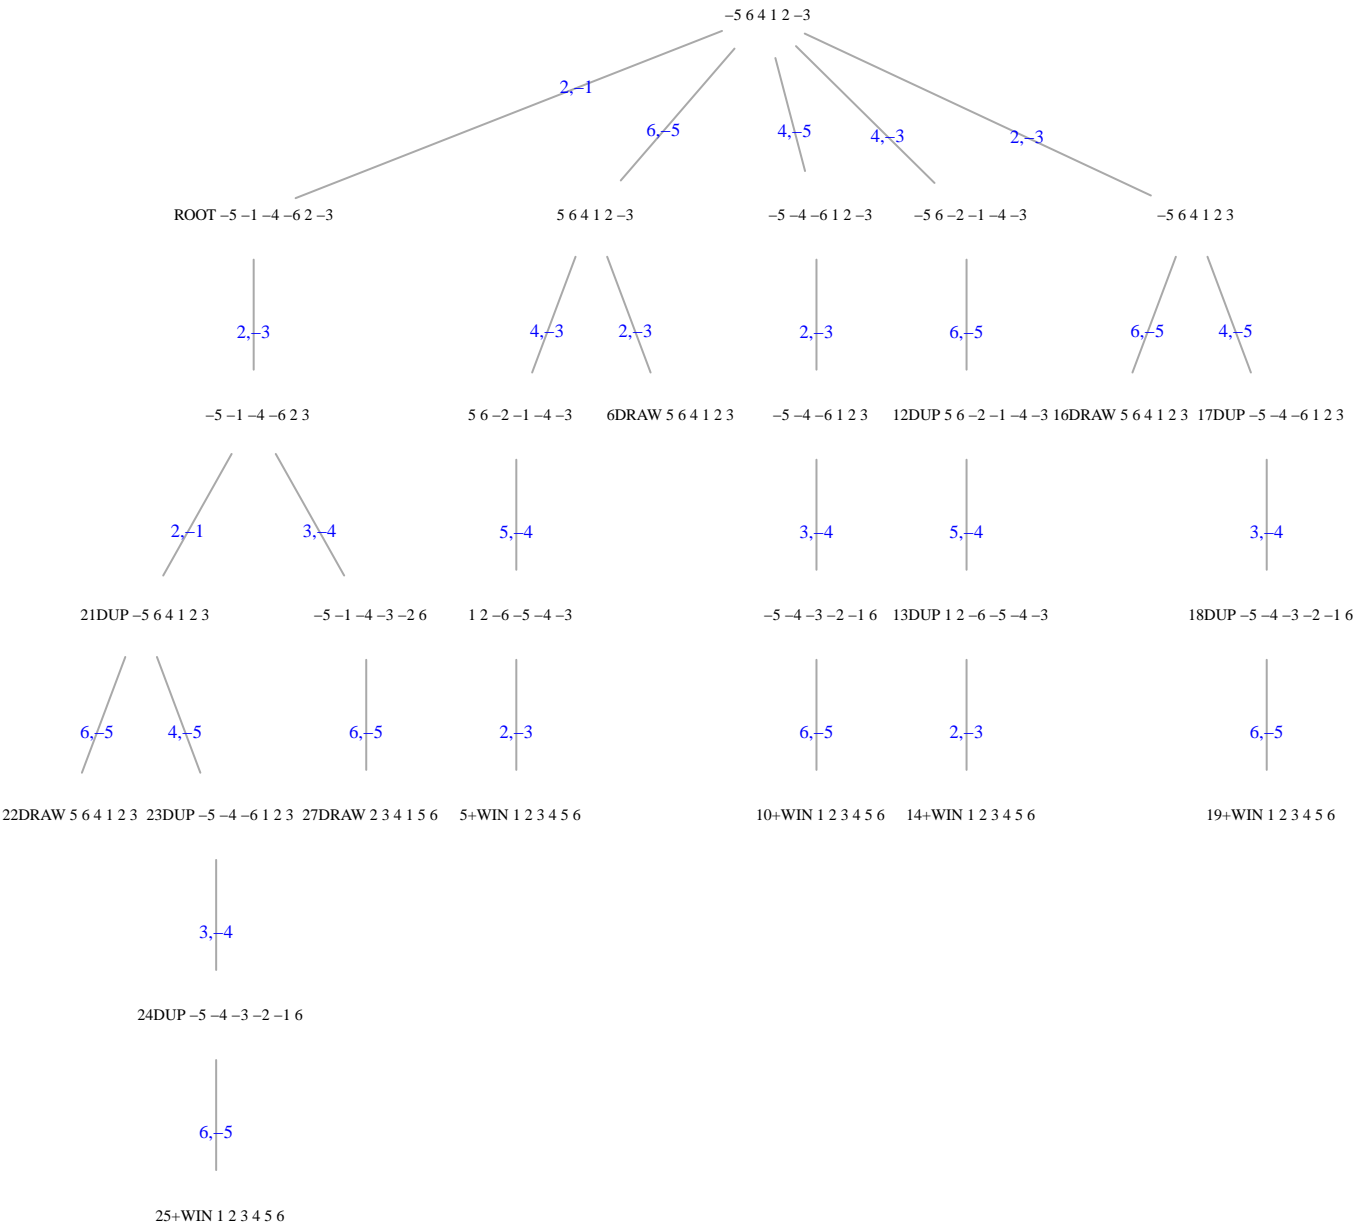 −5 6 4 1 2 −3
2,−1
6,−5
4,−5
4,−3
2,−3
ROOT −5 −1 −4 −6 2 −3
5 6 4 1 2 −3
−5 −4 −6 1 2 −3
−5 6 −2 −1 −4 −3
−5 6 4 1 2 3
2,−3
4,−3
2,−3
2,−3
6,−5
6,−5
4,−5
−5 −1 −4 −6 2 3
5 6 −2 −1 −4 −3
6DRAW 5 6 4 1 2 3
−5 −4 −6 1 2 3
12DUP 5 6 −2 −1 −4 −3
16DRAW 5 6 4 1 2 3
17DUP −5 −4 −6 1 2 3
2,−1
3,−4
5,−4
3,−4
5,−4
3,−4
21DUP −5 6 4 1 2 3
−5 −1 −4 −3 −2 6
1 2 −6 −5 −4 −3
−5 −4 −3 −2 −1 6
13DUP 1 2 −6 −5 −4 −3
18DUP −5 −4 −3 −2 −1 6
6,−5
4,−5
6,−5
2,−3
6,−5
2,−3
6,−5
22DRAW 5 6 4 1 2 3
23DUP −5 −4 −6 1 2 3
27DRAW 2 3 4 1 5 6
5+WIN 1 2 3 4 5 6
10+WIN 1 2 3 4 5 6
14+WIN 1 2 3 4 5 6
19+WIN 1 2 3 4 5 6
3,−4
24DUP −5 −4 −3 −2 −1 6
6,−5
25+WIN 1 2 3 4 5 6